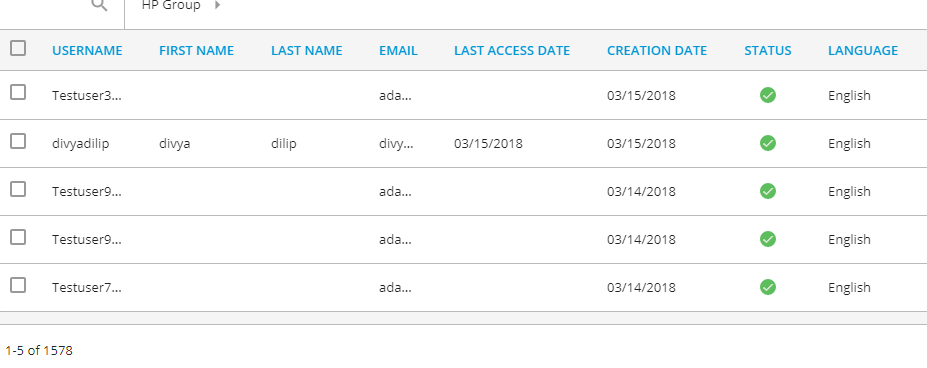 HP Group
USERNAME FIRST NAME LAST NAME EMAIL LAST ACCESS DATE CREATION DATE STATUS LANGUAGE
Testuser3... ada... 03/15/2018 English
divyadilip divya dilip divy... 03/15/2018 03/15/2018 English
Testuser9... ada... 03/14/2018 English
Testuser9... ada... 03/14/2018 English
Testuser7... ada... 03/14/2018 English
1-5 of 1578